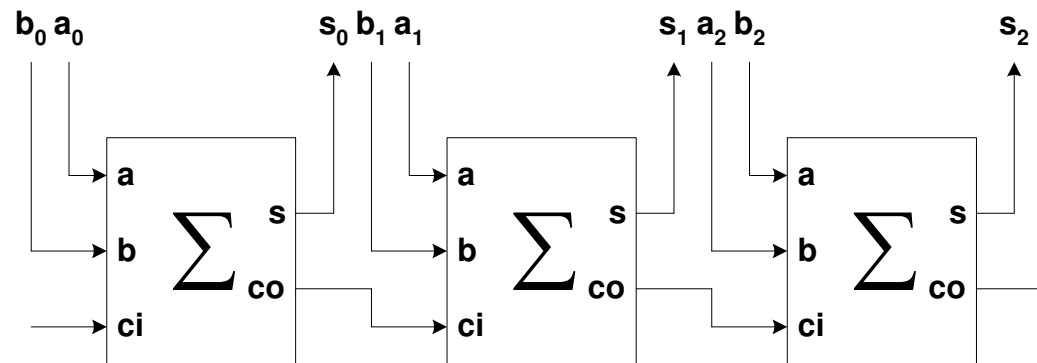 b₀ a₀ s₀ b₁ a₁ s₁ a₂ b₂ s₂
a a a
s s s
b ∑ b ∑ b ∑
co co co
ci ci ci